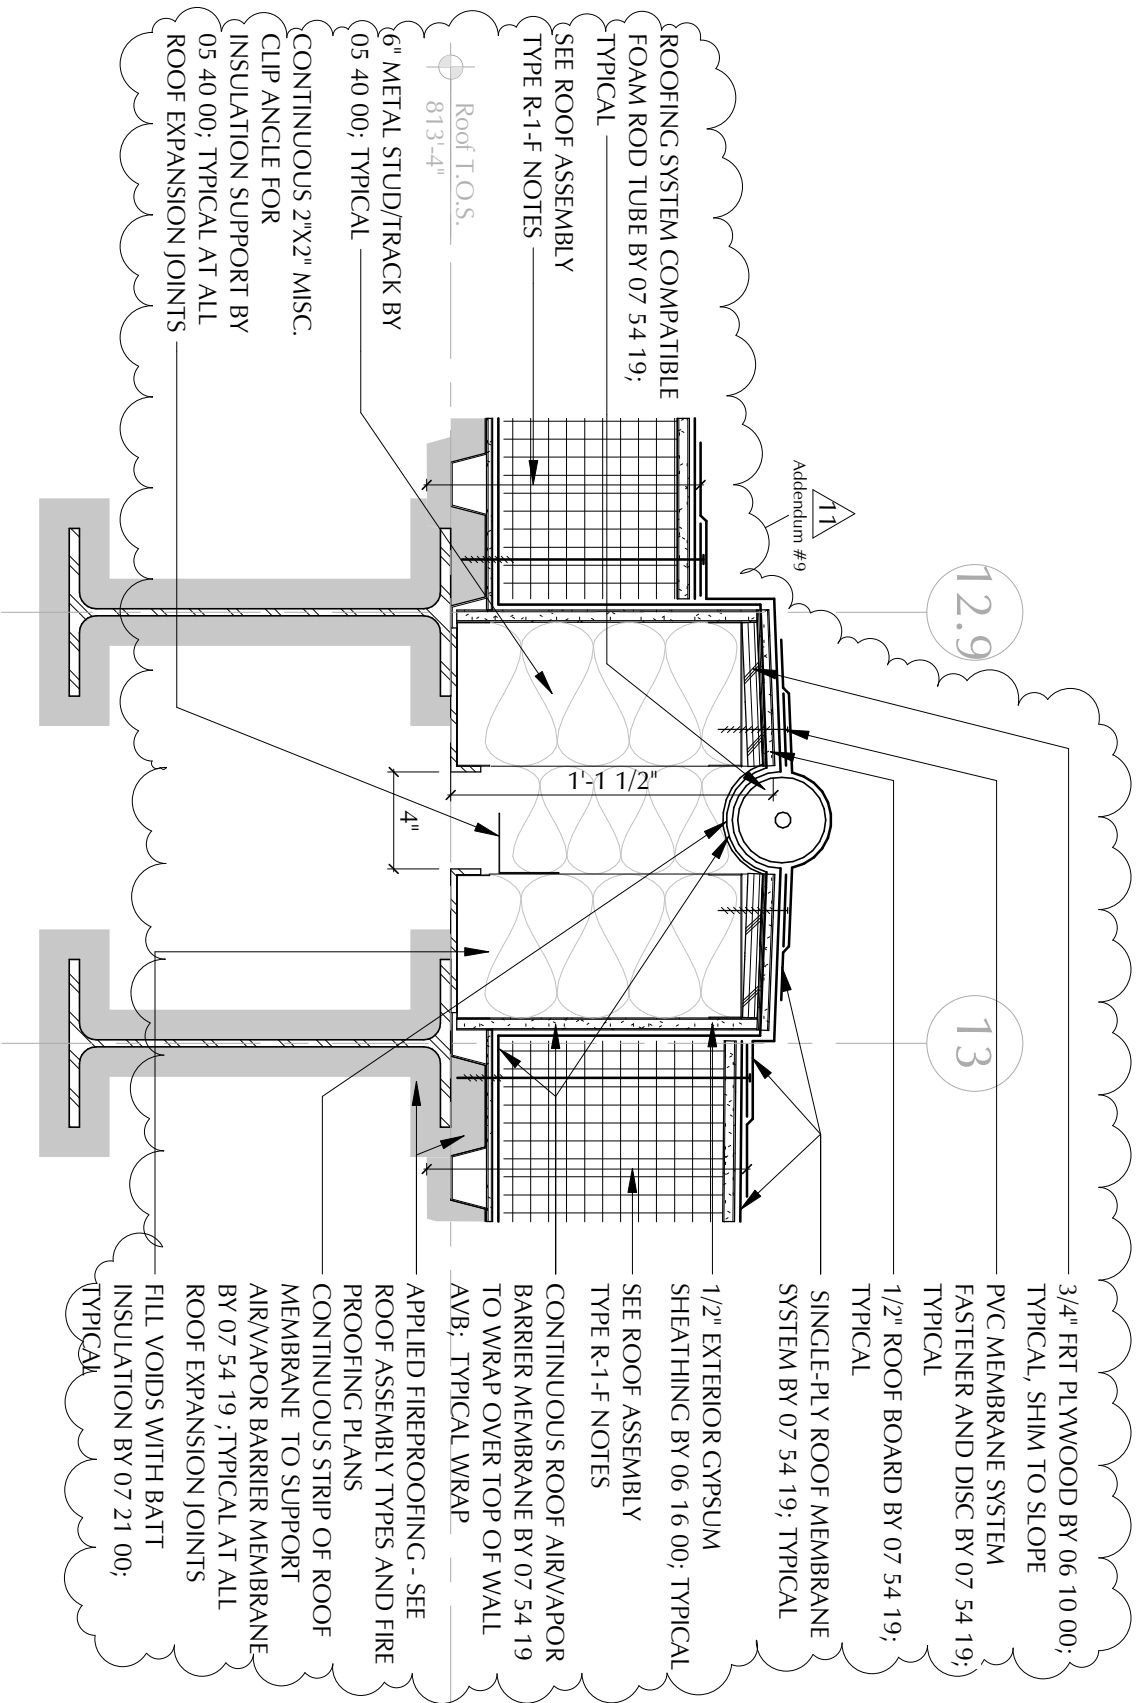 ROOFING SYSTEM COMPATIBLE
FOAM ROD TUBE BY 07 54 19;
TYPICAL
SEE ROOF ASSEMBLY
TYPE R-1-F NOTES
Roof T.O.S.
813'-4"
6" METAL STUD/TRACK BY
05 40 00; TYPICAL
CONTINUOUS 2"X2" MISC.
CLIP ANGLE FOR
INSULATION SUPPORT BY
05 40 00; TYPICAL AT ALL
ROOF EXPANSION JOINTS
11
Addendum #9
12.9
13
1'-1 1/2"
4"
3/4" FRT PLYWOOD BY 06 10 00;
TYPICAL, SHIM TO SLOPE
PVC MEMBRANE SYSTEM
FASTENER AND DISC BY 07 54 19;
TYPICAL
1/2" ROOF BOARD BY 07 54 19;
TYPICAL
SINGLE-PLY ROOF MEMBRANE
SYSTEM BY 07 54 19; TYPICAL
1/2" EXTERIOR GYPSUM
SHEATHING BY 06 16 00; TYPICAL
SEE ROOF ASSEMBLY
TYPE R-1-F NOTES
CONTINUOUS ROOF AIR/VAPOR
BARRIER MEMBRANE BY 07 54 19
TO WRAP OVER TOP OF WALL
AVB; TYPICAL WRAP
APPLIED FIREPROOFING - SEE
ROOF ASSEMBLY TYPES AND FIRE
PROOFING PLANS
CONTINUOUS STRIP OF ROOF
MEMBRANE TO SUPPORT
AIR/VAPOR BARRIER MEMBRANE
BY 07 54 19 ; TYPICAL AT ALL
ROOF EXPANSION JOINTS
FILL VOIDS WITH BATT
INSULATION BY 07 21 00;
TYPICAL